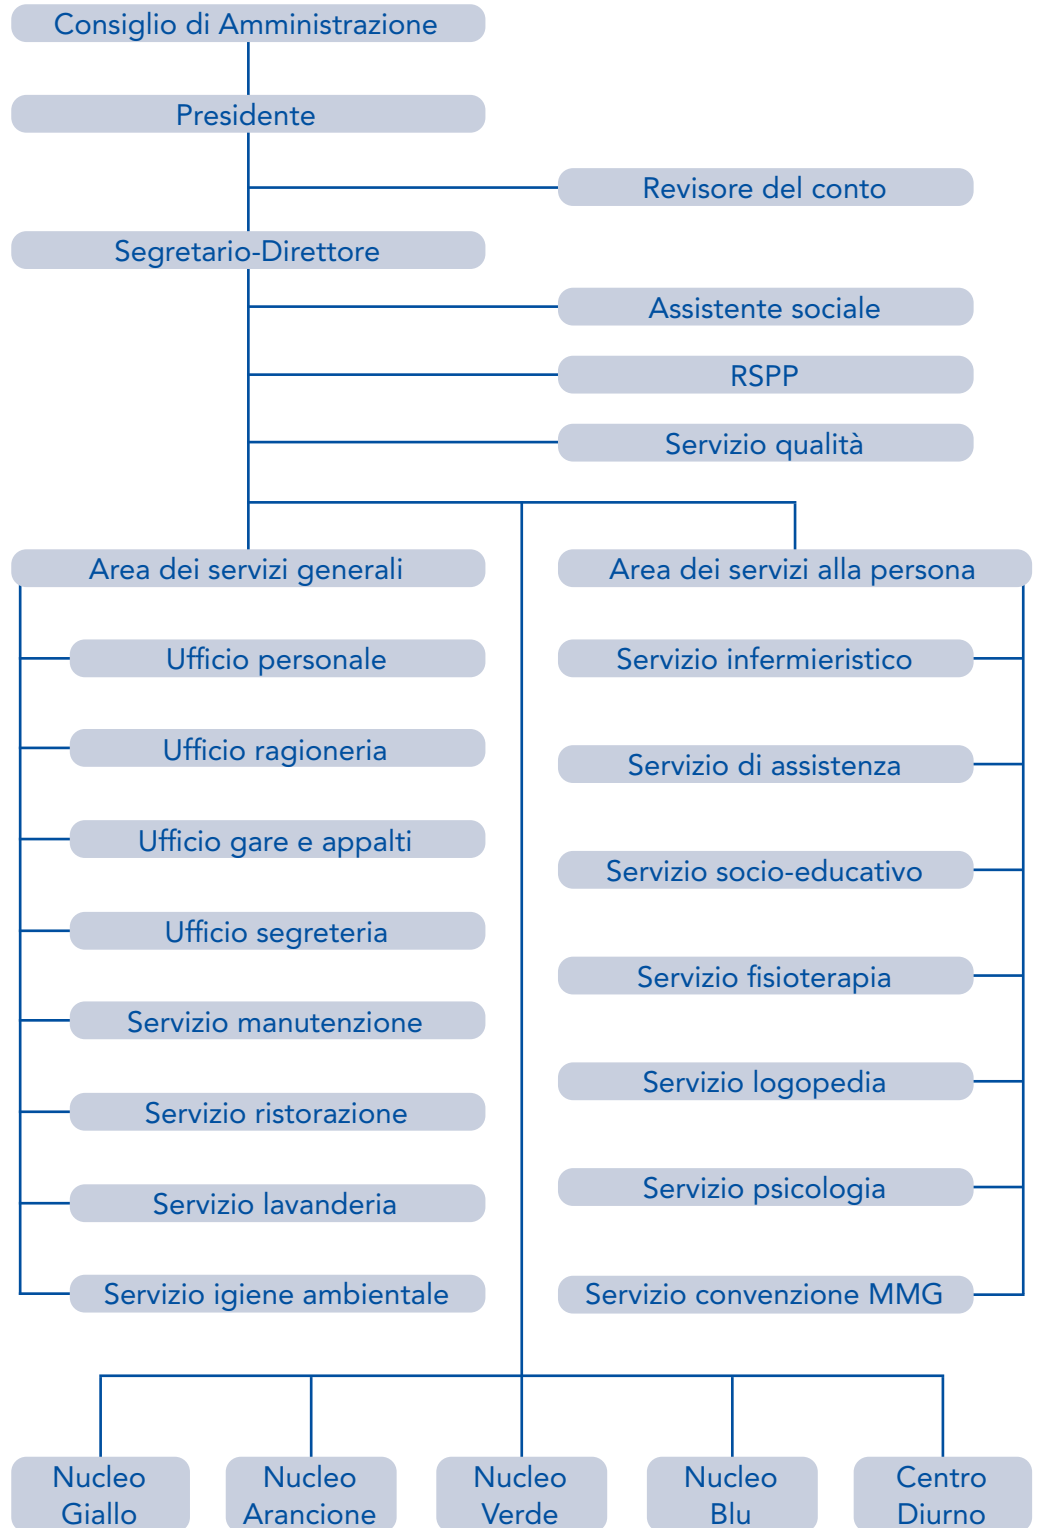 Consiglio di Amministrazione
Presidente
Revisore del conto
Segretario-Direttore
Assistente sociale
RSPP
Servizio qualità
Area dei servizi generali
Ufficio personale
Ufficio ragioneria
Ufficio gare e appalti
Ufficio segreteria
Servizio manutenzione
Servizio ristorazione
Servizio lavanderia
Servizio igiene ambientale
Area dei servizi alla persona
Servizio infermieristico
Servizio di assistenza
Servizio socio-educativo
Servizio fisioterapia
Servizio logopedia
Servizio psicologia
Servizio convenzione MMG
Nucleo
Giallo
Nucleo
Arancione
Nucleo
Verde
Nucleo
Blu
Centro
Diurno